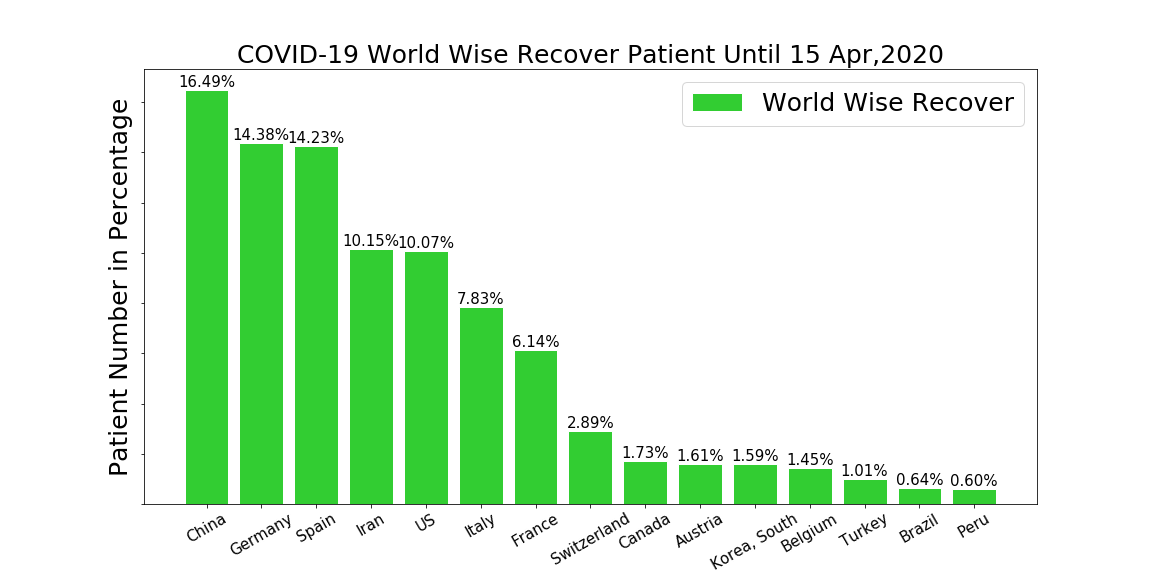 COVID-19 World Wise Recover Patient Until 15 Apr,2020
World Wise Recover
Patient Number in Percentage
16.49%
14.38%
14.23%
10.15%
10.07%
7.83%
6.14%
2.89%
1.73%
1.61%
1.59%
1.45%
1.01%
0.64%
0.60%
China
Germany
Spain
Iran
US
Italy
France
Switzerland
Canada
Austria
Korea, South
Belgium
Turkey
Brazil
Peru